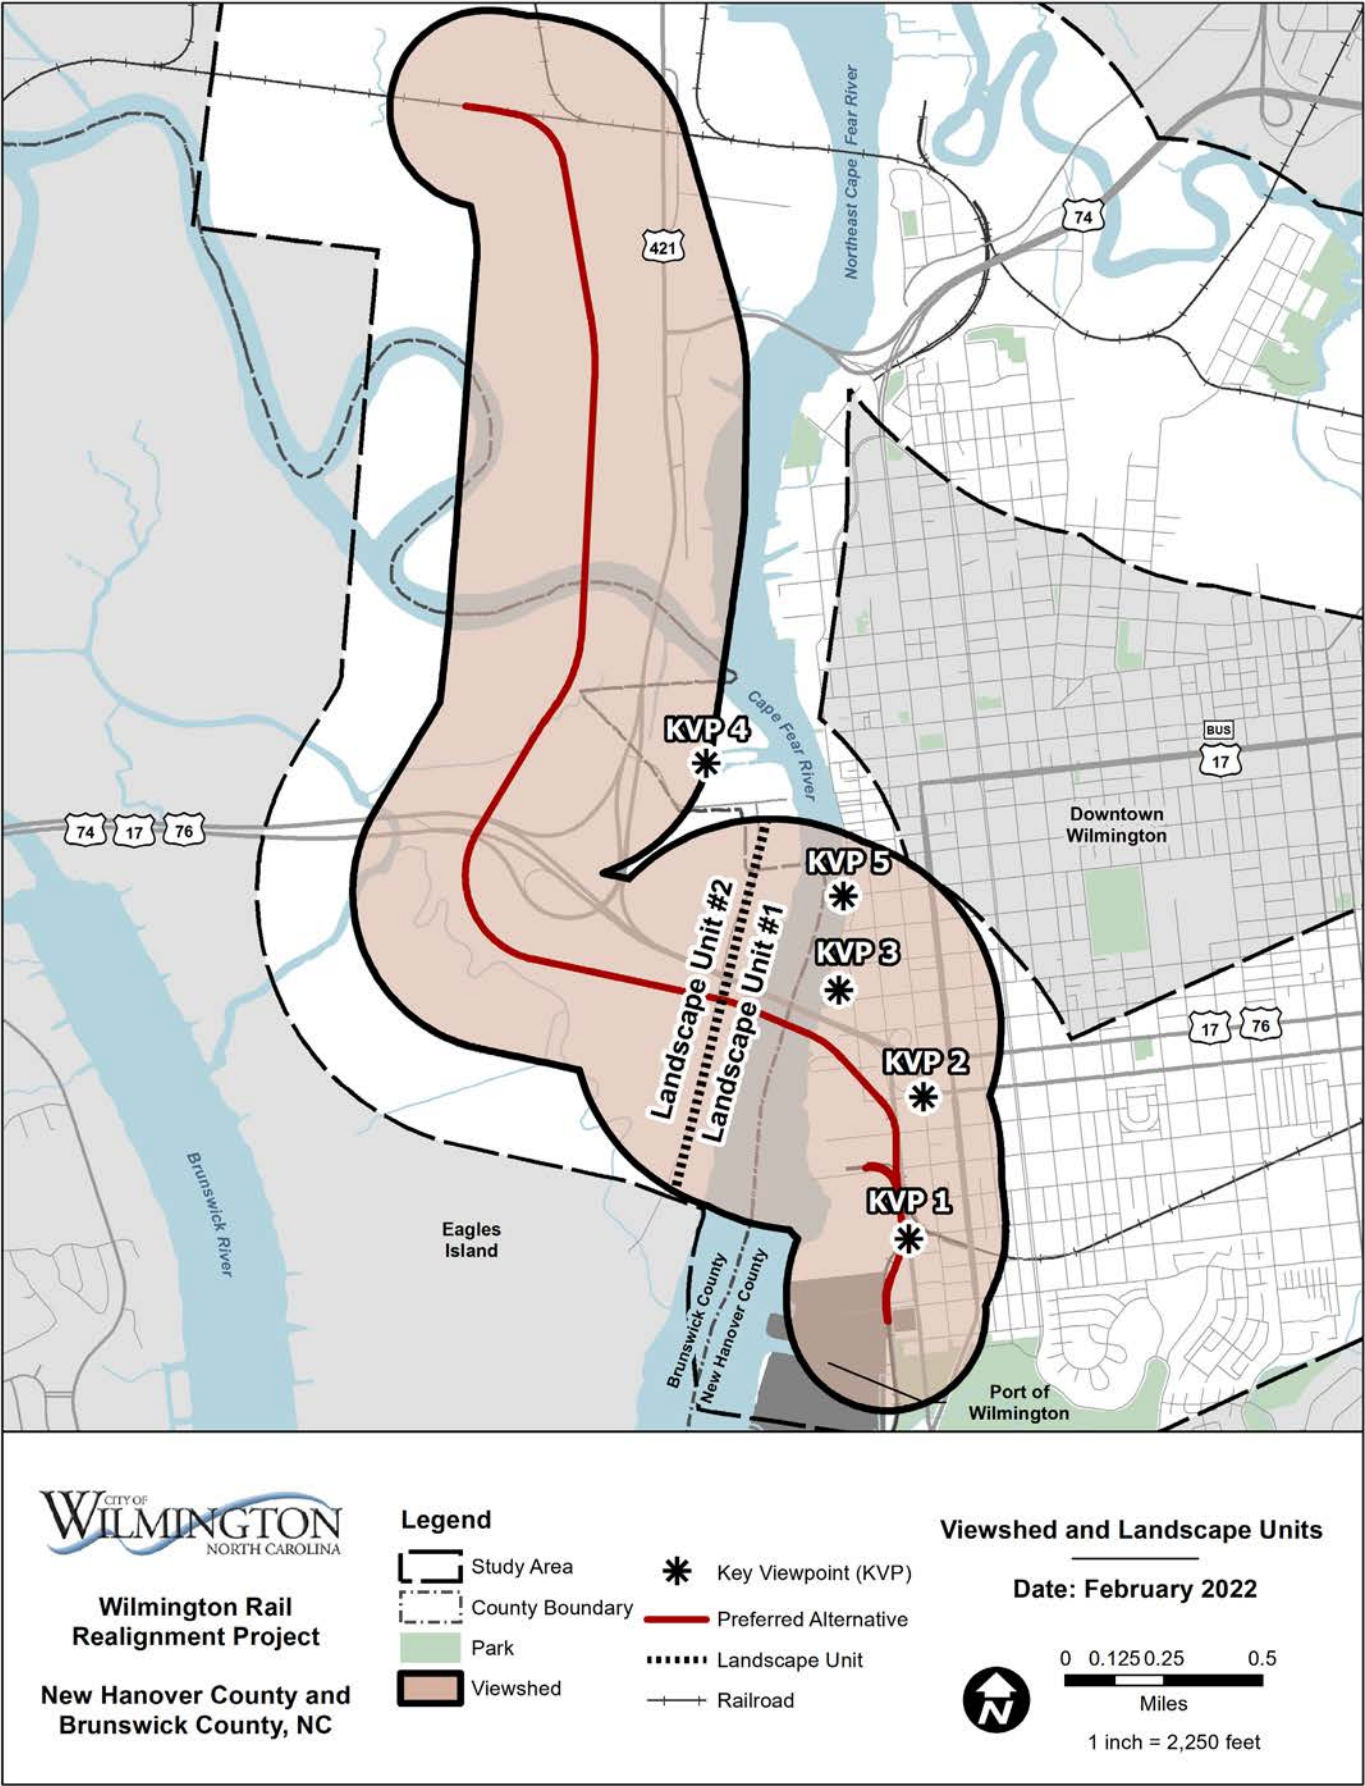 Northeast Cape Fear River
74
421
KVP 4
Cape Fear River
BUS
17
74
17
76
Downtown
Wilmington
KVP 5
Landscape Unit #2
Landscape Unit #1
KVP 3
17
76
KVP 2
Brunswick River
KVP 1
Eagles
Island
Brunswick County
New Hanover County
Port of
Wilmington
CITY OF
WILMINGTON
NORTH CAROLINA
Wilmington Rail
Realignment Project
New Hanover County and
Brunswick County, NC
Legend
Study Area
County Boundary
Park
Viewshed
Key Viewpoint (KVP)
Preferred Alternative
Landscape Unit
Railroad
Viewshed and Landscape Units
Date: February 2022
N
0 0.125 0.25 0.5
Miles
1 inch = 2,250 feet